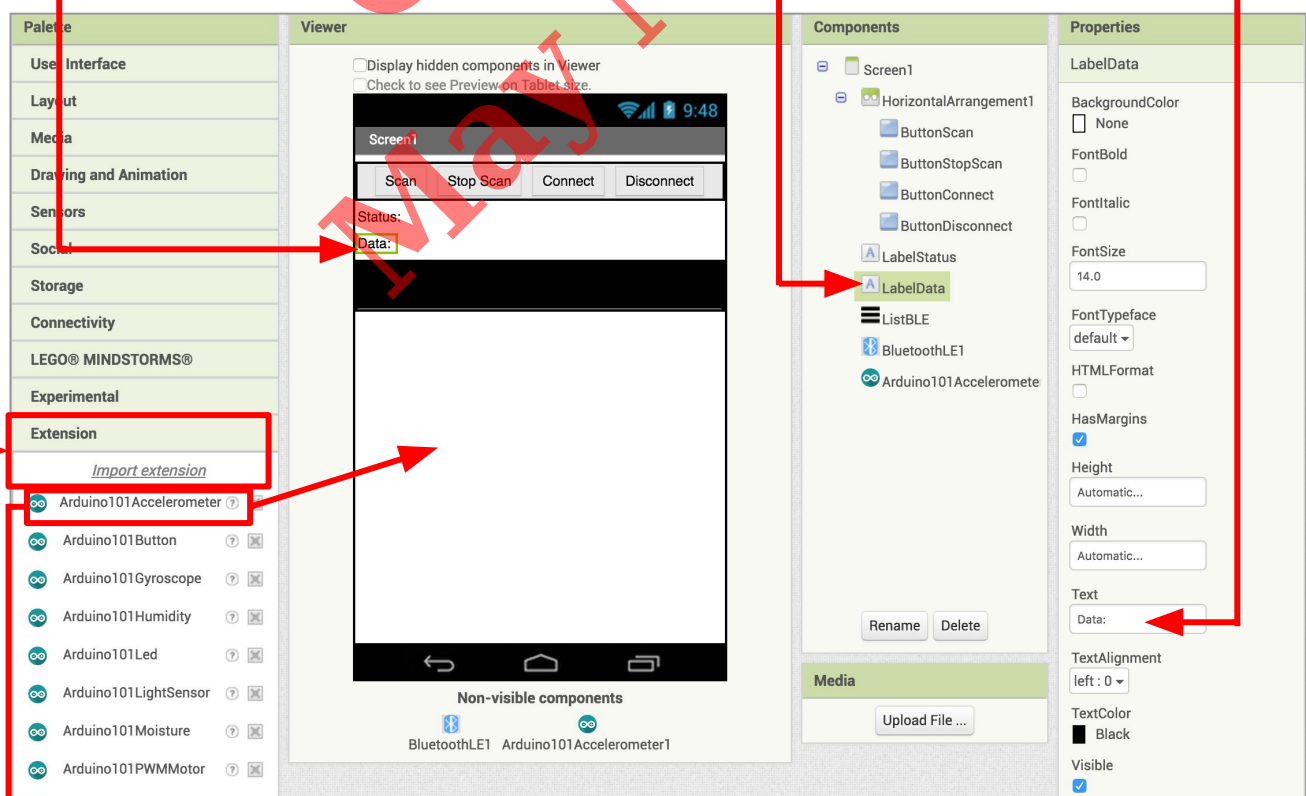 Palette
User Interface
Layout
Media
Drawing and Animation
Sensors
Social
Storage
Connectivity
LEGO® MINDSTORMS®
Experimental
Extension
Import extension
Arduino101Accelerometer ?
Arduino101Button ?
Arduino101Gyroscope ?
Arduino101Humidity ?
Arduino101Led ?
Arduino101LightSensor ?
Arduino101Moisture ?
Arduino101PWMMotor ?
Viewer
Display hidden components in Viewer
Check to see Preview on Tablet size.
9:48
Screen1
Scan Stop Scan Connect Disconnect
Status:
Data:
Non-visible components
BluetoothLE1 Arduino101Accelerometer1
May
Components
Screen1
HorizontalArrangement1
ButtonScan
ButtonStopScan
ButtonConnect
ButtonDisconnect
A LabelStatus
A LabelData
ListBLE
BluetoothLE1
Arduino101Acceleromete
Rename Delete
Media
Upload File ...
Properties
LabelData
BackgroundColor
None
FontBold
FontItalic
FontSize
14.0
FontTypeface
default
HTMLFormat
HasMargins
Height
Automatic...
Width
Automatic...
Text
Data:
TextAlignment
left : 0
TextColor
Black
Visible